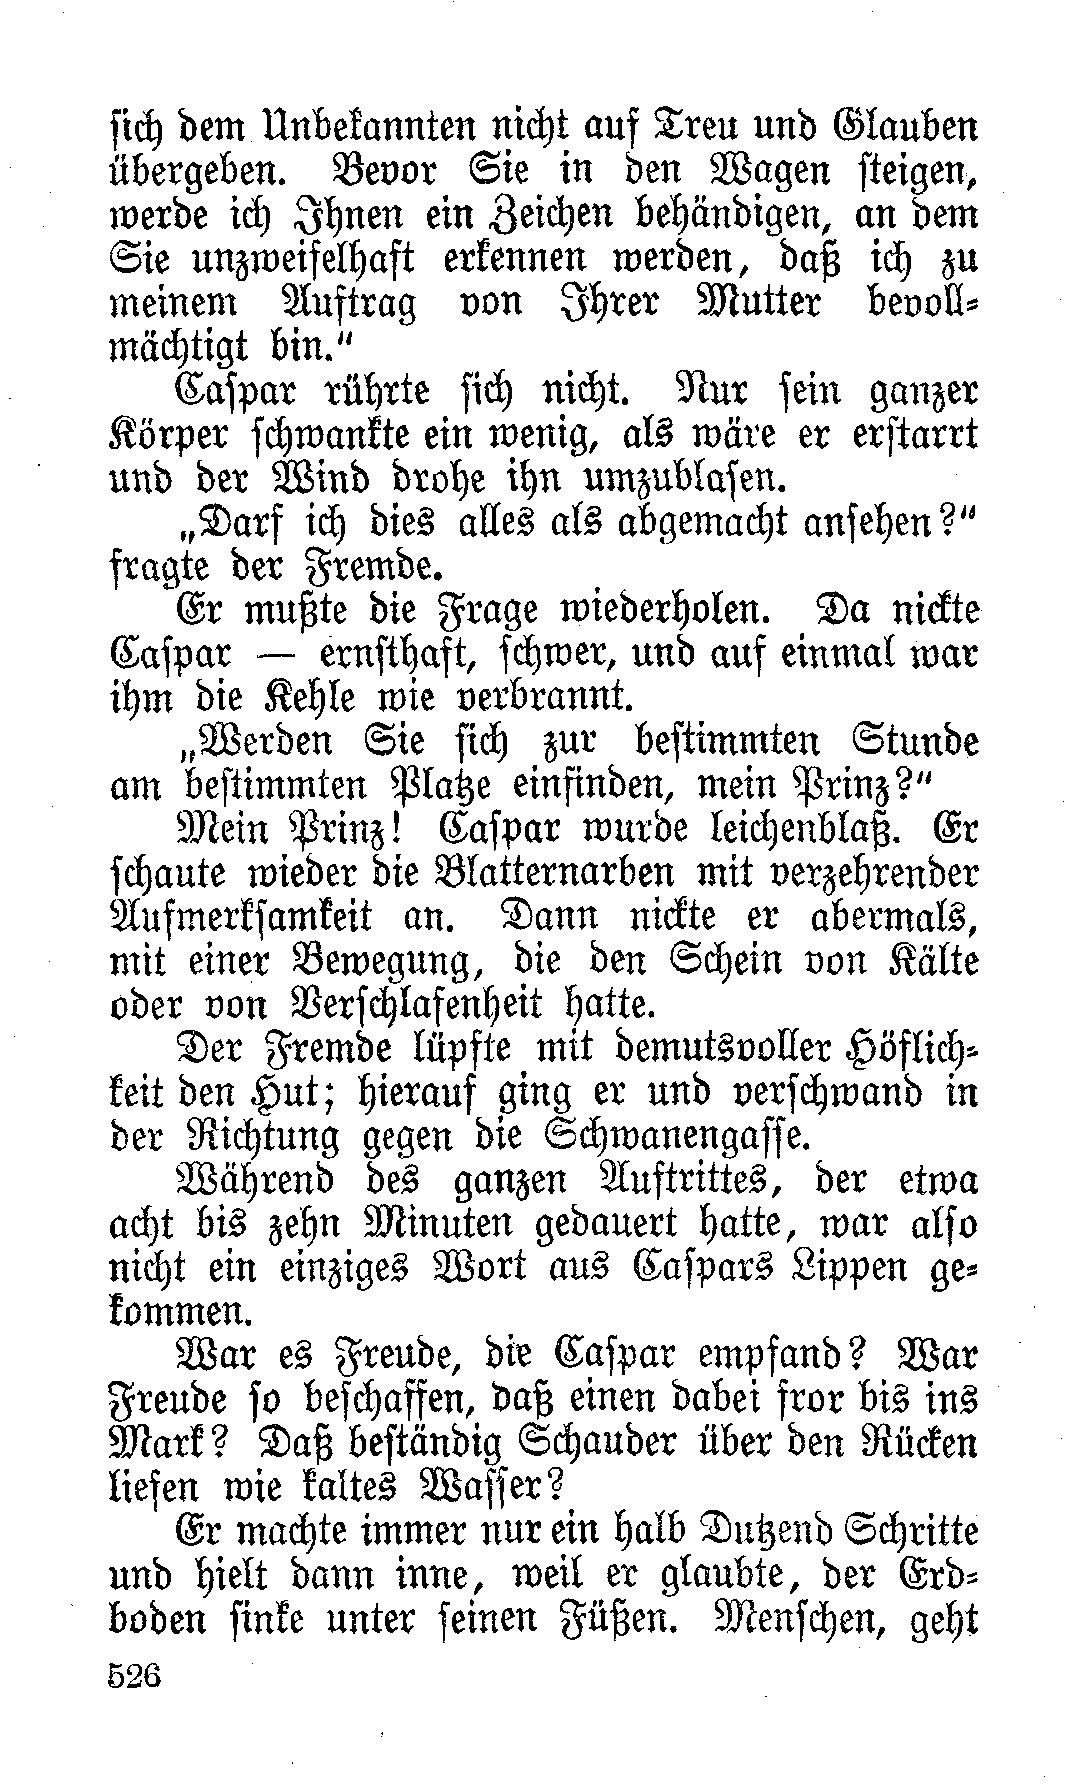 sich dem Unbekannten nicht auf Treu und Glauben
übergeben. Bevor Sie in den Wagen steigen,
werde ich Ihnen ein Zeichen behändigen, an dem
Sie unzweifelhaft erkennen werden, daß ich zu
meinem Auftrag von Ihrer Mutter bevoll-
mächtigt bin."
Caspar rührte sich nicht. Nur sein ganzer
Körper schwankte ein wenig, als wäre er erstarrt
und der Wind drohe ihn umzublasen.
„Darf ich dies alles als abgemacht ansehen?"
fragte der Fremde.
Er mußte die Frage wiederholen. Da nickte
Caspar — ernsthaft, schwer, und auf einmal war
ihm die Kehle wie verbrannt.
„Werden Sie sich zur bestimmten Stunde
am bestimmten Platze einfinden, mein Prinz?"
Mein Prinz! Caspar wurde leichenblaß. Er
schaute wieder die Blatternarben mit verzehrender
Aufmerksamkeit an. Dann nickte er abermals,
mit einer Bewegung, die den Schein von Kälte
oder von Verschlafenheit hatte.
Der Fremde lüpfte mit demutsvoller Höflich-
keit den Hut; hierauf ging er und verschwand in
der Richtung gegen die Schwanengasse.
Während des ganzen Auftrittes, der etwa
acht bis zehn Minuten gedauert hatte, war also
nicht ein einziges Wort aus Caspars Lippen ge-
kommen.
War es Freude, die Caspar empfand? War
Freude so beschaffen, daß einen dabei fror bis ins
Mark? Daß beständig Schauder über den Rücken
liefen wie kaltes Wasser?
Er machte immer nur ein halb Dutzend Schritte
und hielt dann inne, weil er glaubte, der Erd-
boden sinke unter seinen Füßen. Menschen, geht
526